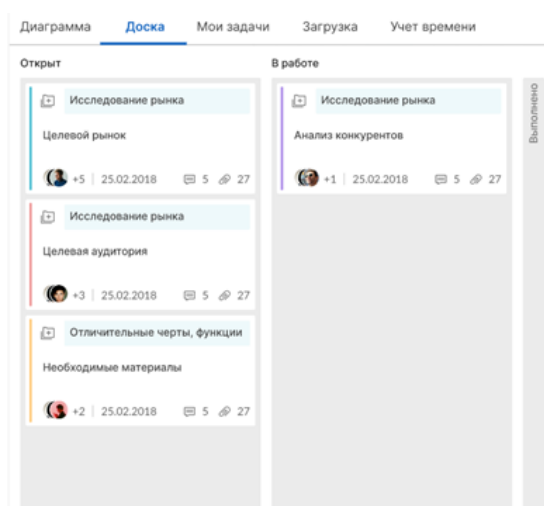 Диаграмма Доска Мои задачи Загрузка Учет времени
Открыт
Исследование рынка
Целевой рынок
+5 25.02.2018 5 27
Исследование рынка
Целевая аудитория
+3 25.02.2018 5 27
Отличительные черты, функции
Необходимые материалы
+2 25.02.2018 5 27
В работе
Исследование рынка
Анализ конкурентов
+1 25.02.2018 5 27
Выполнено